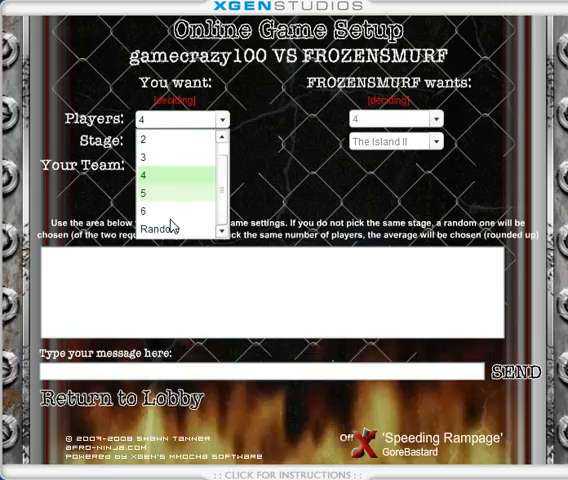 XGENSTUDIOS
Online Game Setup
gamecrazy100 VS FROZENSMURF
You want: FROZENSMURF wants:
[deciding] [deciding]
Players: 4 4
Stage: The Island II
Your Team:
2
3
4
5
6
Random
Use the area below ame settings. If you do not pick the same stage, a random one will be
chosen (of the two req ck the same number of players, the average will be chosen (rounded up)
Type your message here:
SEND
Return to Lobby
© 2007-2008 Shawn Tanner
afro-ninja.com
Powered by XGen's MMOcha Software
Off X 'Speeding Rampage'
GoreBastard
:: CLICK FOR INSTRUCTIONS ::